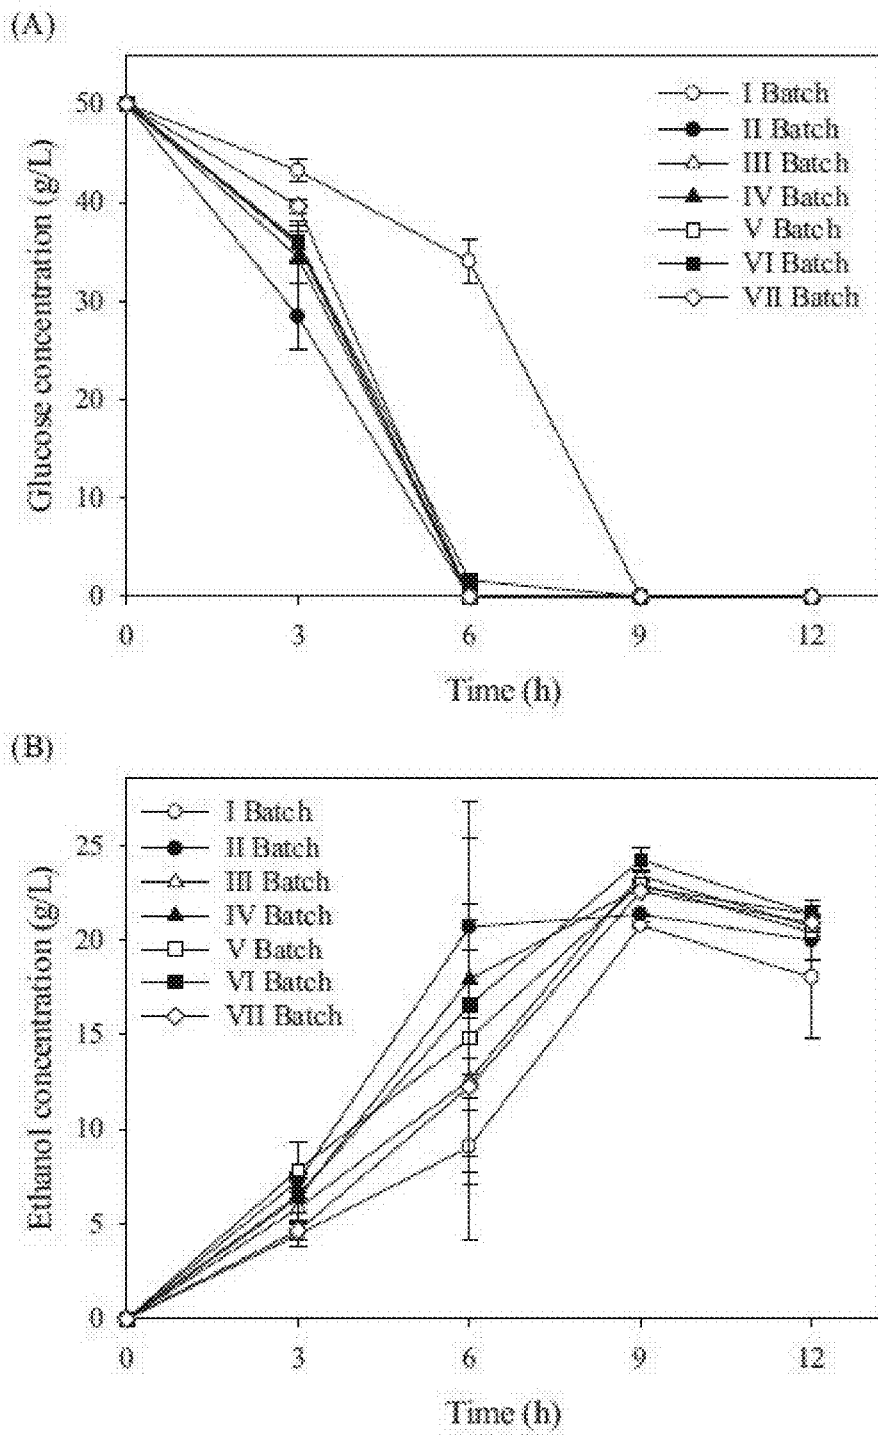 (A)
Glucose concentration (g/L)
50
40
30
20
10
0
I Batch
II Batch
III Batch
IV Batch
V Batch
VI Batch
VII Batch
0 3 6 9 12
Time (h)
(B)
Ethanol concentration (g/L)
25
20
15
10
5
0
I Batch
II Batch
III Batch
IV Batch
V Batch
VI Batch
VII Batch
0 3 6 9 12
Time (h)